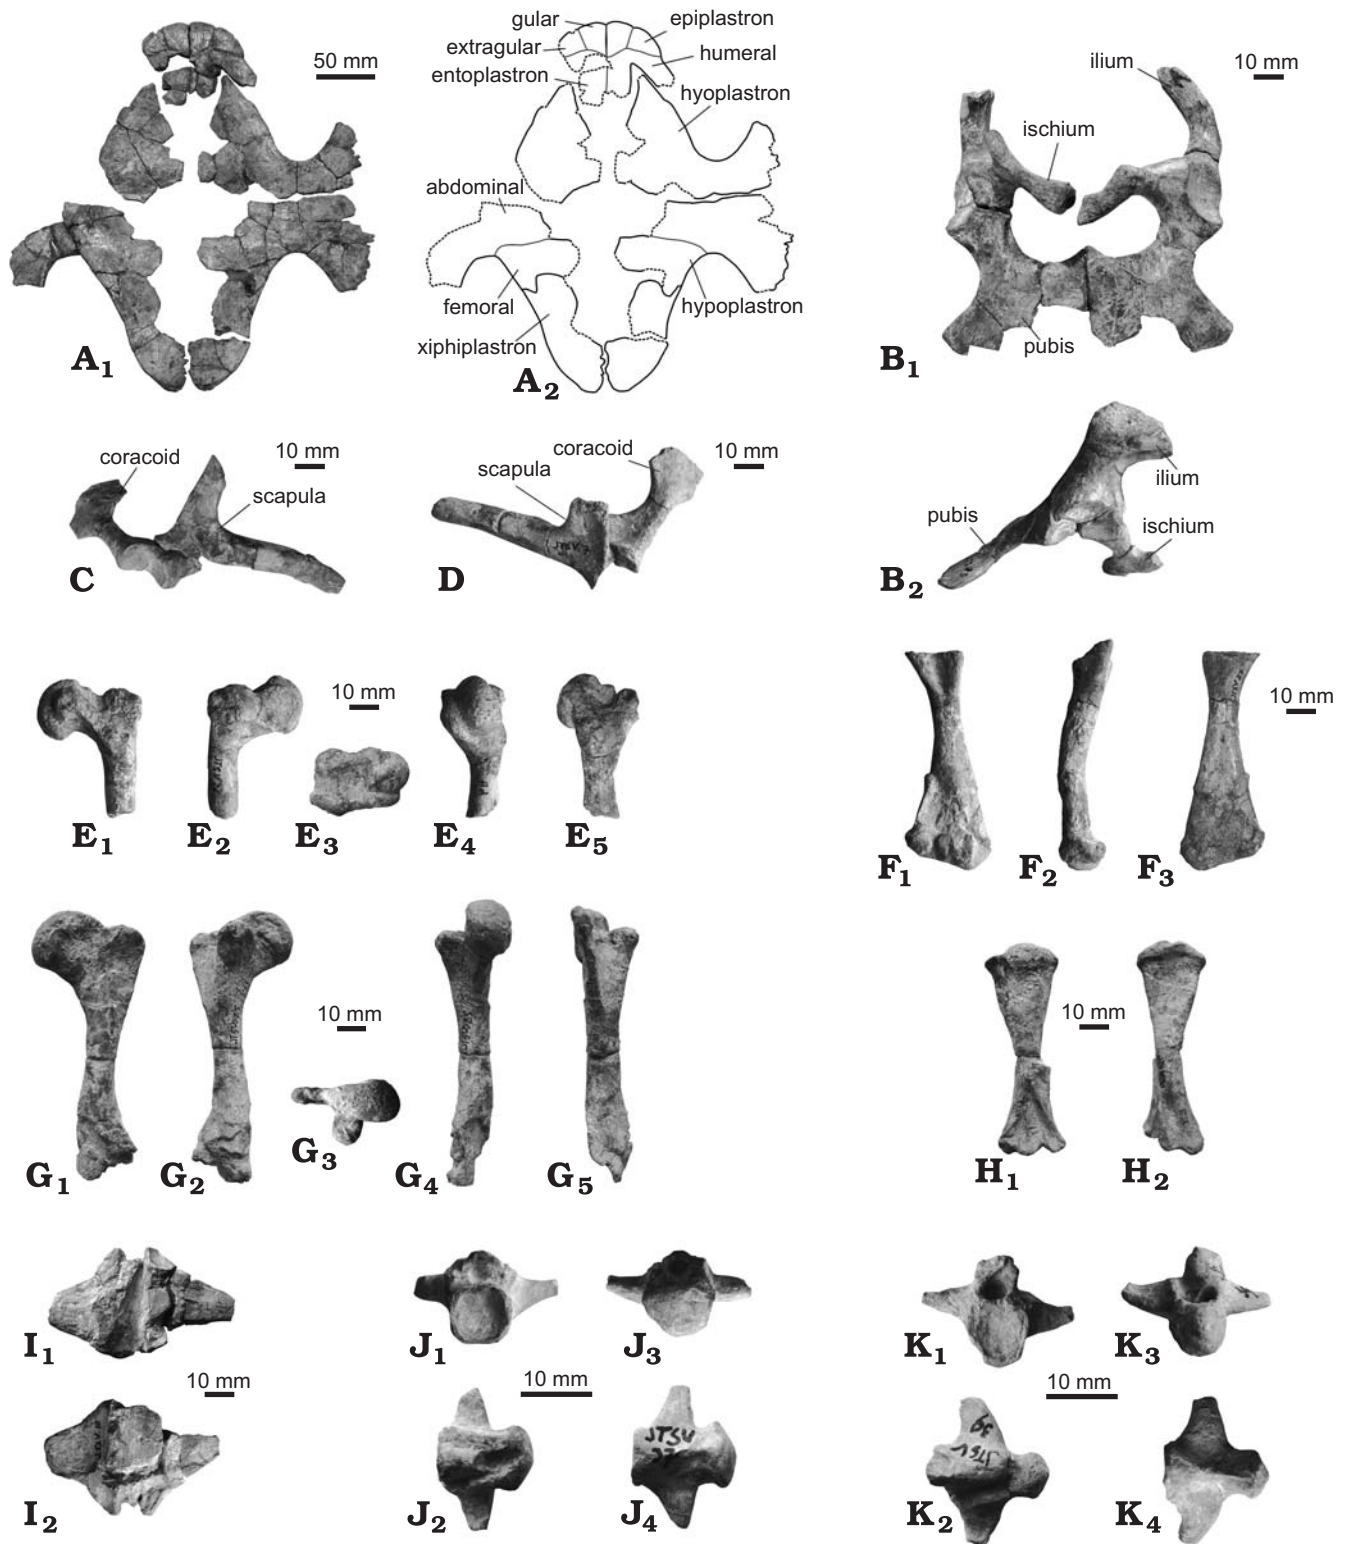 gular
epiplastron
extragular
humeral
entoplastron
hyoplastron
50 mm
abdominal
femoral
hypoplastron
xiphiplastron
A1
A2
ilium
10 mm
ischium
pubis
B1
coracoid
10 mm
scapula
C
coracoid
10 mm
scapula
D
ilium
pubis
ischium
B2
10 mm
E1
E2
E3
E4
E5
10 mm
F1
F2
F3
10 mm
G1
G2
G3
G4
G5
10 mm
H1
H2
I1
10 mm
I2
J1
J3
10 mm
JTSV
J2
J4
K1
K3
10 mm
39
JTSV
K2
K4